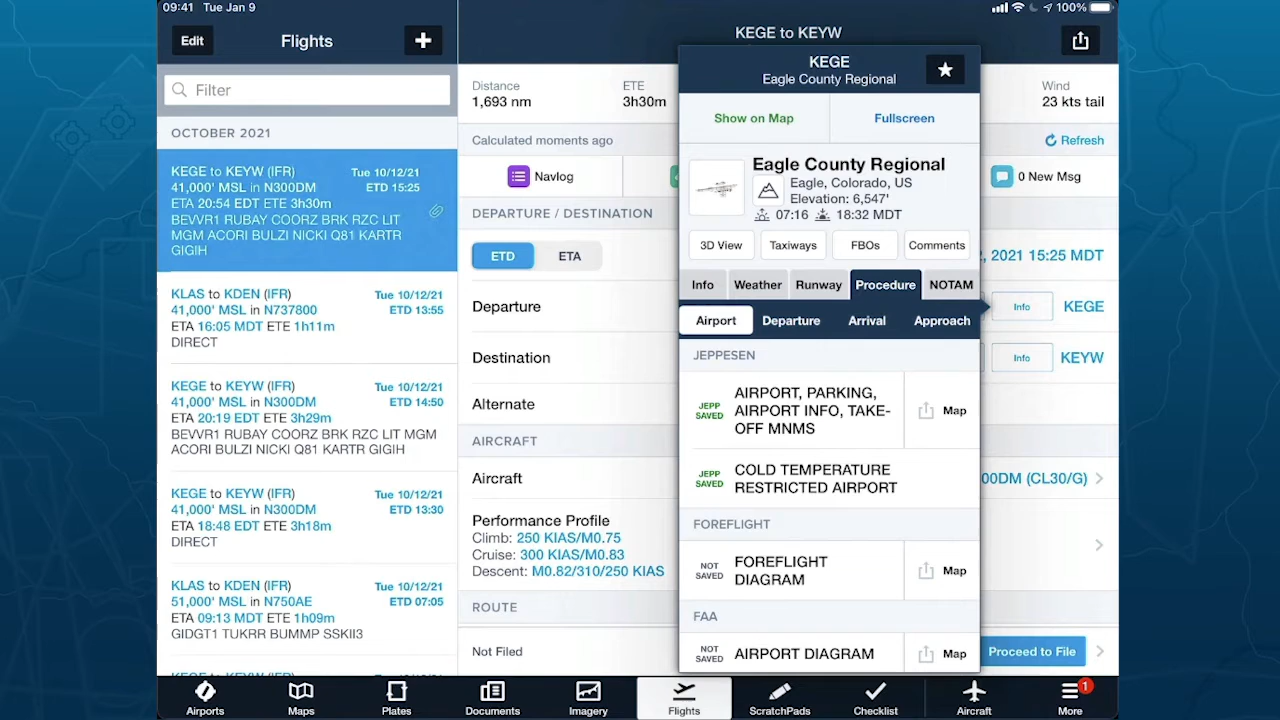 09:41 Tue Jan 9
100%
Edit
Flights
+
Filter
OCTOBER 2021
KEGE to KEYW (IFR)
Tue 10/12/21
41,000' MSL in N300DM
ETD 15:25
ETA 20:54 EDT ETE 3h30m
BEVVR1 RUBAY COORZ BRK RZC LIT
MGM ACORI BULZI NICKI Q81 KARTR
GIGIH
KLAS to KDEN (IFR)
Tue 10/12/21
41,000' MSL in N737800
ETD 13:55
ETA 16:05 MDT ETE 1h11m
DIRECT
KEGE to KEYW (IFR)
Tue 10/12/21
41,000' MSL in N300DM
ETD 14:50
ETA 20:19 EDT ETE 3h29m
BEVVR1 RUBAY COORZ BRK RZC LIT MGM
ACORI BULZI NICKI Q81 KARTR GIGIH
KEGE to KEYW (IFR)
Tue 10/12/21
41,000' MSL in N300DM
ETD 13:30
ETA 18:48 EDT ETE 3h18m
DIRECT
KLAS to KDEN (IFR)
Tue 10/12/21
51,000' MSL in N750AE
ETD 07:05
ETA 09:13 MDT ETE 1h09m
GIDGT1 TUKRR BUMMP SSKII3
KEGE to KEYW
Distance
1,693 nm
ETE
3h30m
Wind
23 kts tail
Calculated moments ago
Refresh
Navlog
0 New Msg
DEPARTURE / DESTINATION
ETD
ETA
2, 2021 15:25 MDT
Departure
Info
KEGE
Destination
Info
KEYW
Alternate
AIRCRAFT
Aircraft
00DM (CL30/G)
Performance Profile
Climb: 250 KIAS/M0.75
Cruise: 300 KIAS/M0.83
Descent: M0.82/310/250 KIAS
ROUTE
Not Filed
Proceed to File
KEGE
Eagle County Regional
Show on Map
Fullscreen
Eagle County Regional
Eagle, Colorado, US
Elevation: 6,547'
07:16
18:32 MDT
3D View
Taxiways
FBOs
Comments
Info
Weather
Runway
Procedure
NOTAM
Airport
Departure
Arrival
Approach
JEPPESEN
JEPP
SAVED
AIRPORT, PARKING,
AIRPORT INFO, TAKE-
OFF MNMS
Map
JEPP
SAVED
COLD TEMPERATURE
RESTRICTED AIRPORT
FOREFLIGHT
NOT
SAVED
FOREFLIGHT
DIAGRAM
Map
FAA
NOT
SAVED
AIRPORT DIAGRAM
Map
Airports
Maps
Plates
Documents
Imagery
Flights
ScratchPads
Checklist
Aircraft
More
1